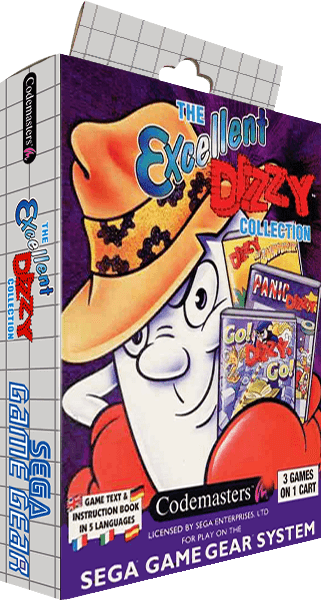 Codemasters
THE
Excellent
DIZZY
COLLECTION
SEGA
GAME GEAR
THE
Excellent
DIZZY
COLLECTION
DIZZY
PANIC DIZZY
GO!
DIZZY
GO!
GAME TEXT &
INSTRUCTION BOOK
IN 5 LANGUAGES
Codemasters
3 GAMES
ON 1 CART
LICENSED BY SEGA ENTERPRISES. LTD
FOR PLAY ON THE
SEGA GAME GEAR SYSTEM